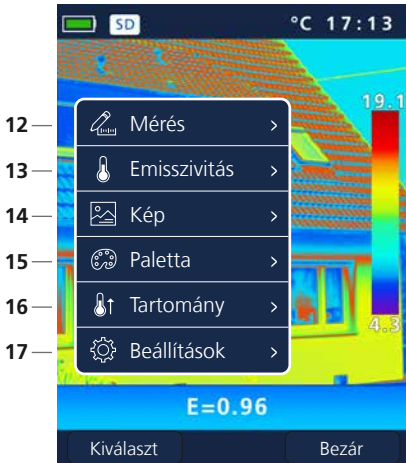 SD °C 17:13
19.1
12 Mérés >
13 Emisszivitás >
14 Kép >
15 Paletta >
16 Tartomány >
17 Beállítások >
4.3
E=0.96
Kiválaszt Bezár